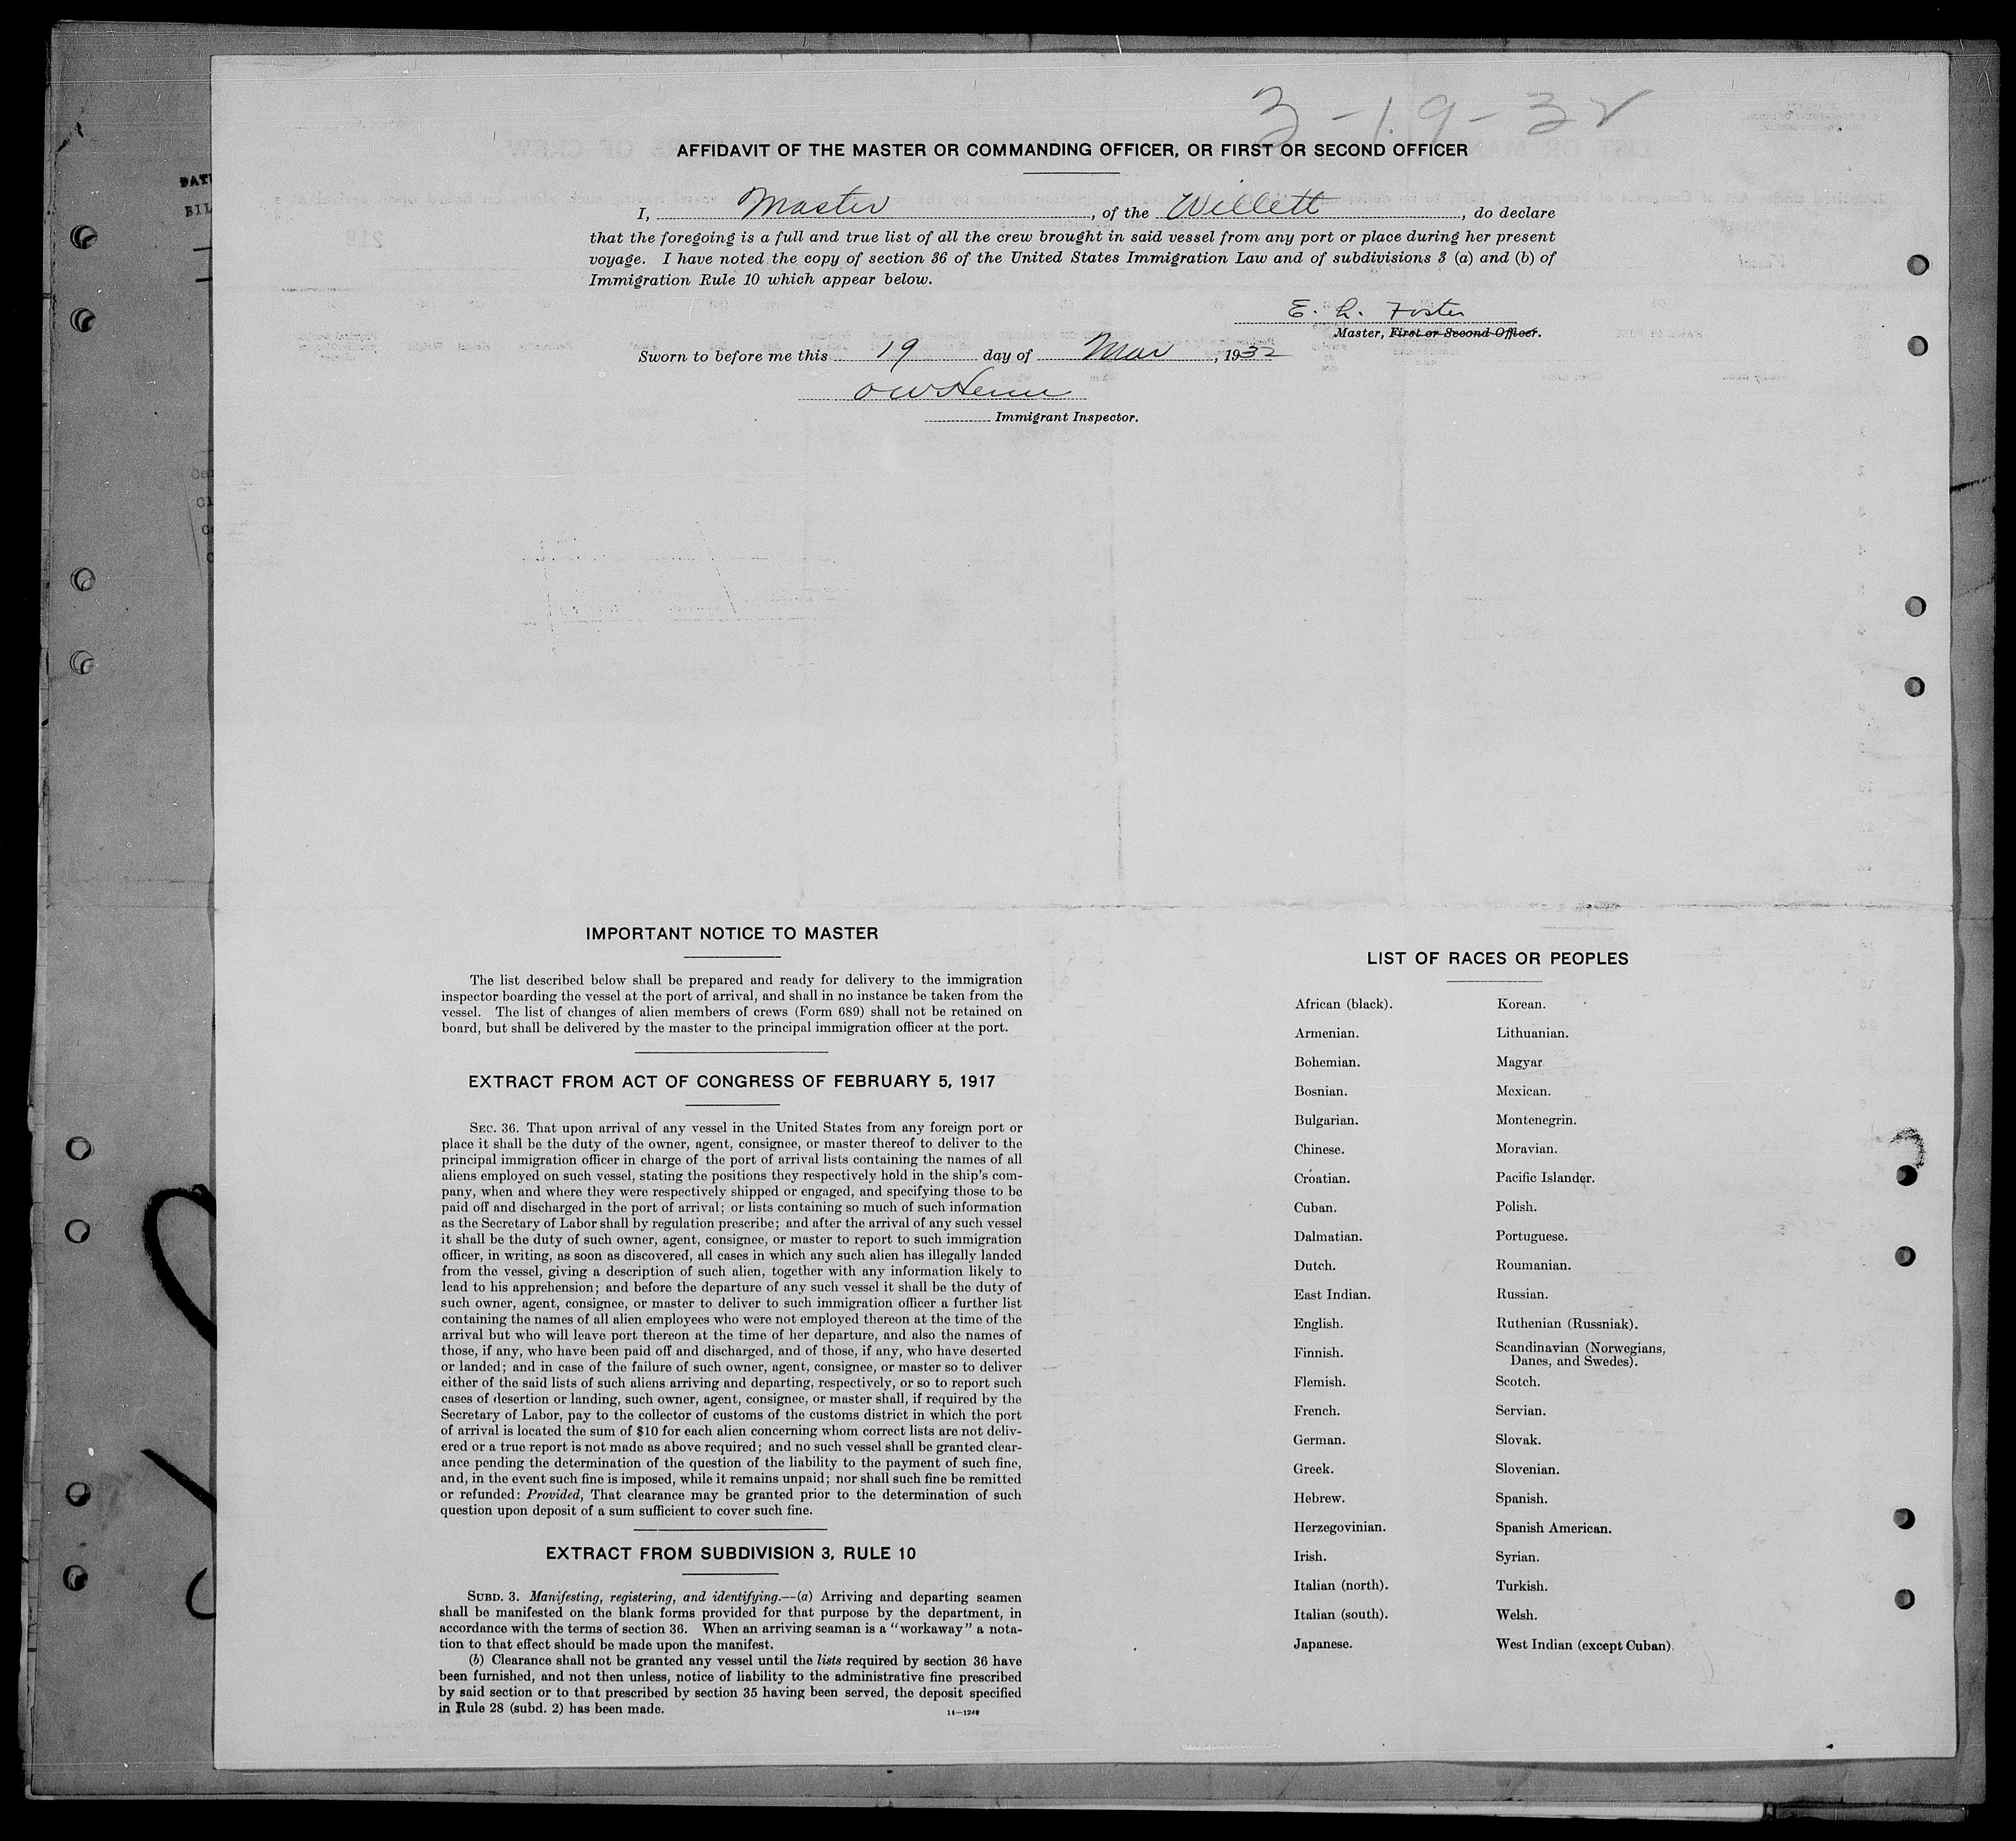 3-19-32
AFFIDAVIT OF THE MASTER OR COMMANDING OFFICER, OR FIRST OR SECOND OFFICER
I, Master, of the Willett, do declare
that the foregoing is a full and true list of all the crew brought in said vessel from any port or place during her present
voyage. I have noted the copy of section 36 of the United States Immigration Law and of subdivisions 3 (a) and (b) of
Immigration Rule 10 which appear below.
E. L. Foster
Master, First or Second Officer.
Sworn to before me this 19 day of Mar, 1932
Immigrant Inspector.
IMPORTANT NOTICE TO MASTER
The list described below shall be prepared and ready for delivery to the immigration
inspector boarding the vessel at the port of arrival, and shall in no instance be taken from the
vessel. The list of changes of alien members of crews (Form 689) shall not be retained on
board, but shall be delivered by the master to the principal immigration officer at the port.
EXTRACT FROM ACT OF CONGRESS OF FEBRUARY 5, 1917
SEC. 36. That upon arrival of any vessel in the United States from any foreign port or
place it shall be the duty of the owner, agent, consignee, or master thereof to deliver to the
principal immigration officer in charge of the port of arrival lists containing the names of all
aliens employed on such vessel, stating the positions they respectively hold in the ship's com-
pany, when and where they were respectively shipped or engaged, and specifying those to be
paid off and discharged in the port of arrival; or lists containing so much of such information
as the Secretary of Labor shall by regulation prescribe; and after the arrival of any such vessel
it shall be the duty of such owner, agent, consignee, or master to report to such immigration
officer, in writing, as soon as discovered, all cases in which any such alien has illegally landed
from the vessel, giving a description of such alien, together with any information likely to
lead to his apprehension; and before the departure of any such vessel it shall be the duty of
such owner, agent, consignee, or master to deliver to such immigration officer a further list
containing the names of all alien employees who were not employed thereon at the time of the
arrival but who will leave port thereon at the time of her departure, and also the names of
those, if any, who have been paid off and discharged, and of those, if any, who have deserted
or landed; and in case of the failure of such owner, agent, consignee, or master so to deliver
either of the said lists of such aliens arriving and departing, respectively, or so to report such
cases of desertion or landing, such owner, agent, consignee, or master shall, if required by the
Secretary of Labor, pay to the collector of customs of the customs district in which the port
of arrival is located the sum of $10 for each alien concerning whom correct lists are not deliv-
ered or a true report is not made as above required; and no such vessel shall be granted clear-
ance pending the determination of the question of the liability to the payment of such fine,
and, in the event such fine is imposed, while it remains unpaid; nor shall such fine be remitted
or refunded: Provided, That clearance may be granted prior to the determination of such
question upon deposit of a sum sufficient to cover such fine.
EXTRACT FROM SUBDIVISION 3, RULE 10
SUBD. 3. Manifesting, registering, and identifying.—(a) Arriving and departing seamen
shall be manifested on the blank forms provided for that purpose by the department, in
accordance with the terms of section 36. When an arriving seaman is a "workaway" a nota-
tion to that effect should be made upon the manifest.
(b) Clearance shall not be granted any vessel until the lists required by section 36 have
been furnished, and not then unless, notice of liability to the administrative fine prescribed
by said section or to that prescribed by section 35 having been served, the deposit specified
in Rule 28 (subd. 2) has been made.
14—1240
LIST OF RACES OR PEOPLES
African (black).
Armenian.
Bohemian.
Bosnian.
Bulgarian.
Chinese.
Croatian.
Cuban.
Dalmatian.
Dutch.
East Indian.
English.
Finnish.
Flemish.
French.
German.
Greek.
Hebrew.
Herzegovinian.
Irish.
Italian (north).
Italian (south).
Japanese.
Korean.
Lithuanian.
Magyar
Mexican.
Montenegrin.
Moravian.
Pacific Islander.
Polish.
Portuguese.
Roumanian.
Russian.
Ruthenian (Russniak).
Scandinavian (Norwegians,
Danes, and Swedes).
Scotch.
Servian.
Slovak.
Slovenian.
Spanish.
Spanish American.
Syrian.
Turkish.
Welsh.
West Indian (except Cuban).